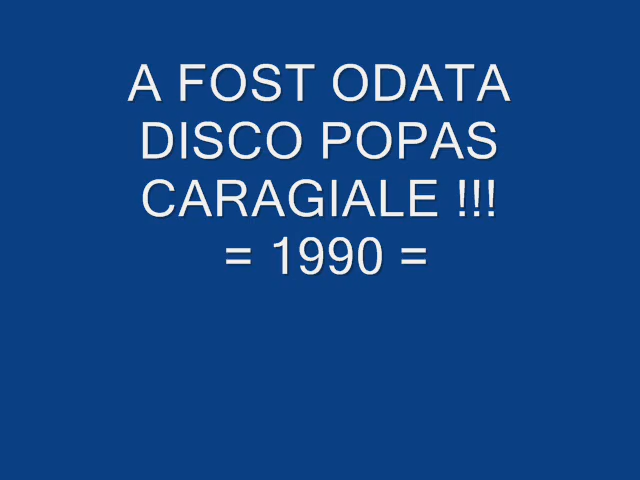 A FOST ODATA
DISCO POPAS
CARAGIALE !!!
= 1990 =